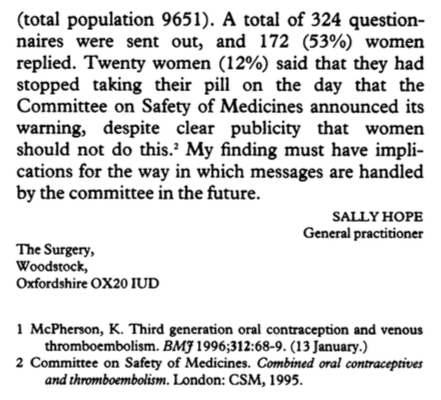 (total population 9651). A total of 324 question-
naires were sent out, and 172 (53%) women
replied. Twenty women (12%) said that they had
stopped taking their pill on the day that the
Committee on Safety of Medicines announced its
warning, despite clear publicity that women
should not do this.² My finding must have impli-
cations for the way in which messages are handled
by the committee in the future.
SALLY HOPE
General practitioner
The Surgery,
Woodstock,
Oxfordshire OX20 IUD
1 McPherson, K. Third generation oral contraception and venous
thromboembolism. BMJ 1996;312:68-9. (13 January.)
2 Committee on Safety of Medicines. Combined oral contraceptives
and thromboembolism. London: CSM, 1995.